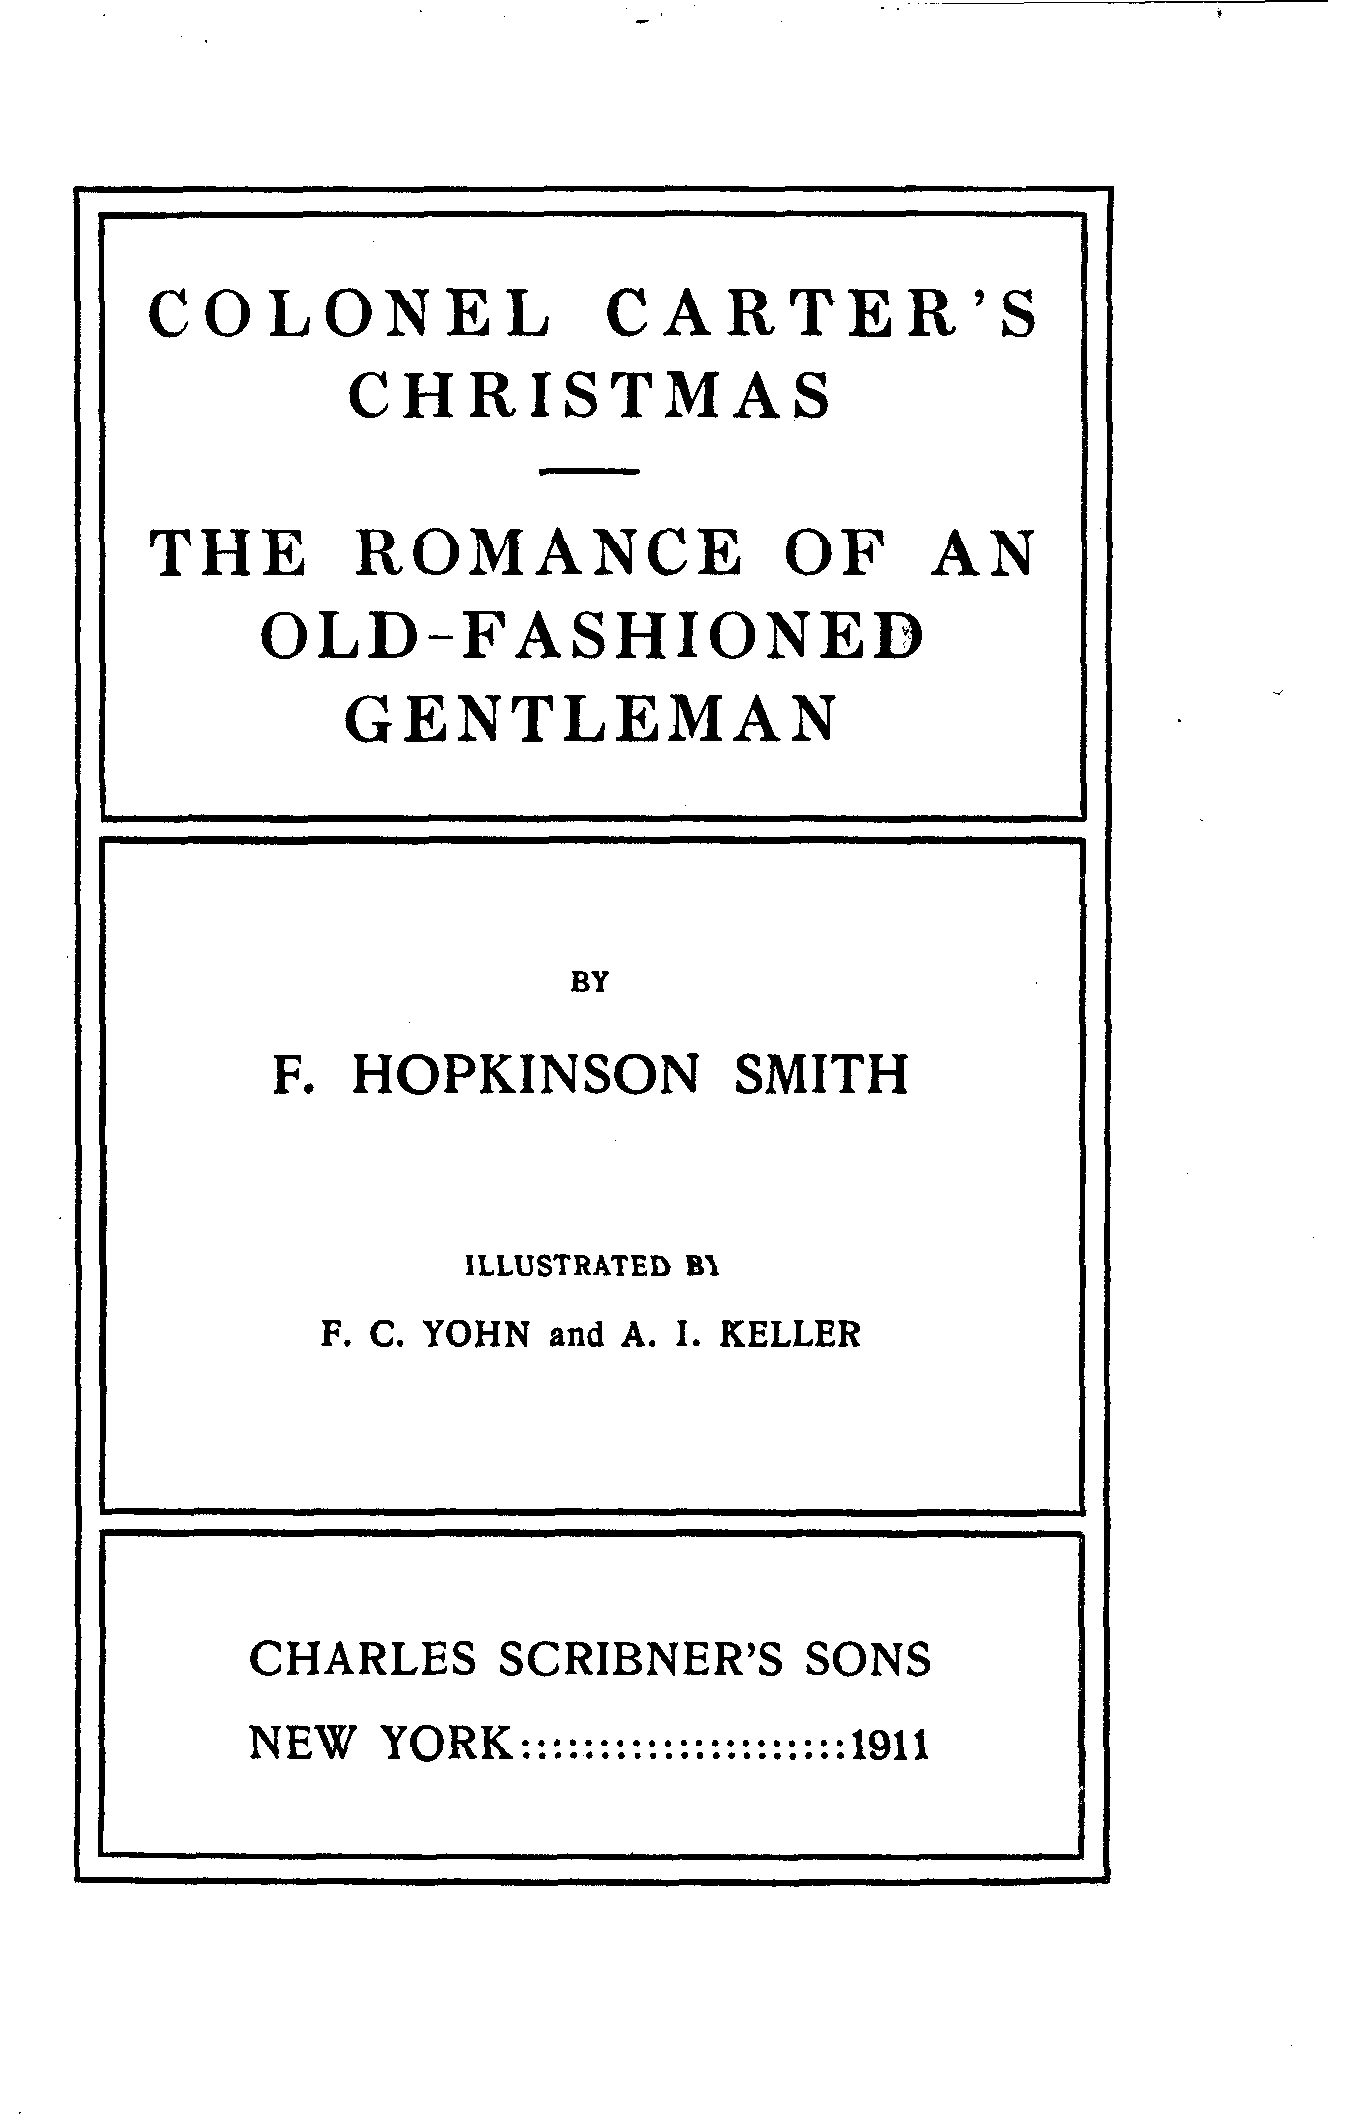 COLONEL CARTER'S
CHRISTMAS
THE ROMANCE OF AN
OLD-FASHIONED
GENTLEMAN
BY
F. HOPKINSON SMITH
ILLUSTRATED BY
F. C. YOHN and A. I. KELLER
CHARLES SCRIBNER'S SONS
NEW YORK:::::::::::::::::::::1911